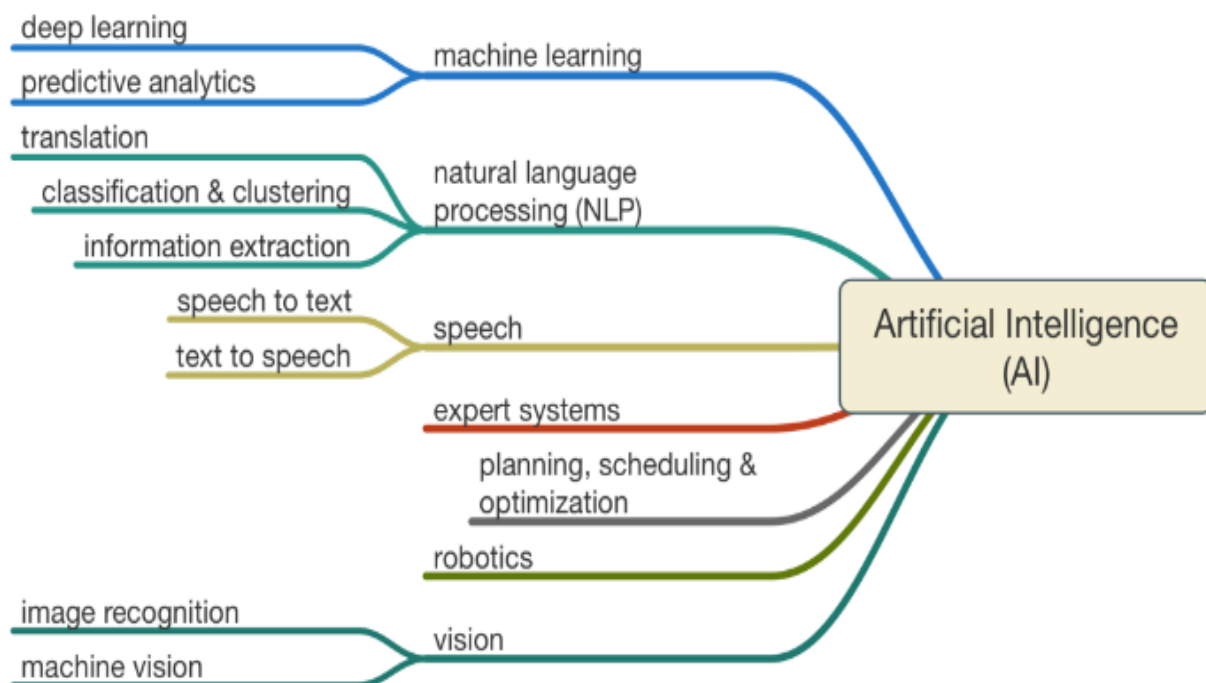 deep learning
predictive analytics
machine learning
translation
classification & clustering
information extraction
natural language
processing (NLP)
speech to text
text to speech
speech
expert systems
planning, scheduling &
optimization
robotics
image recognition
machine vision
vision
Artificial Intelligence
(AI)